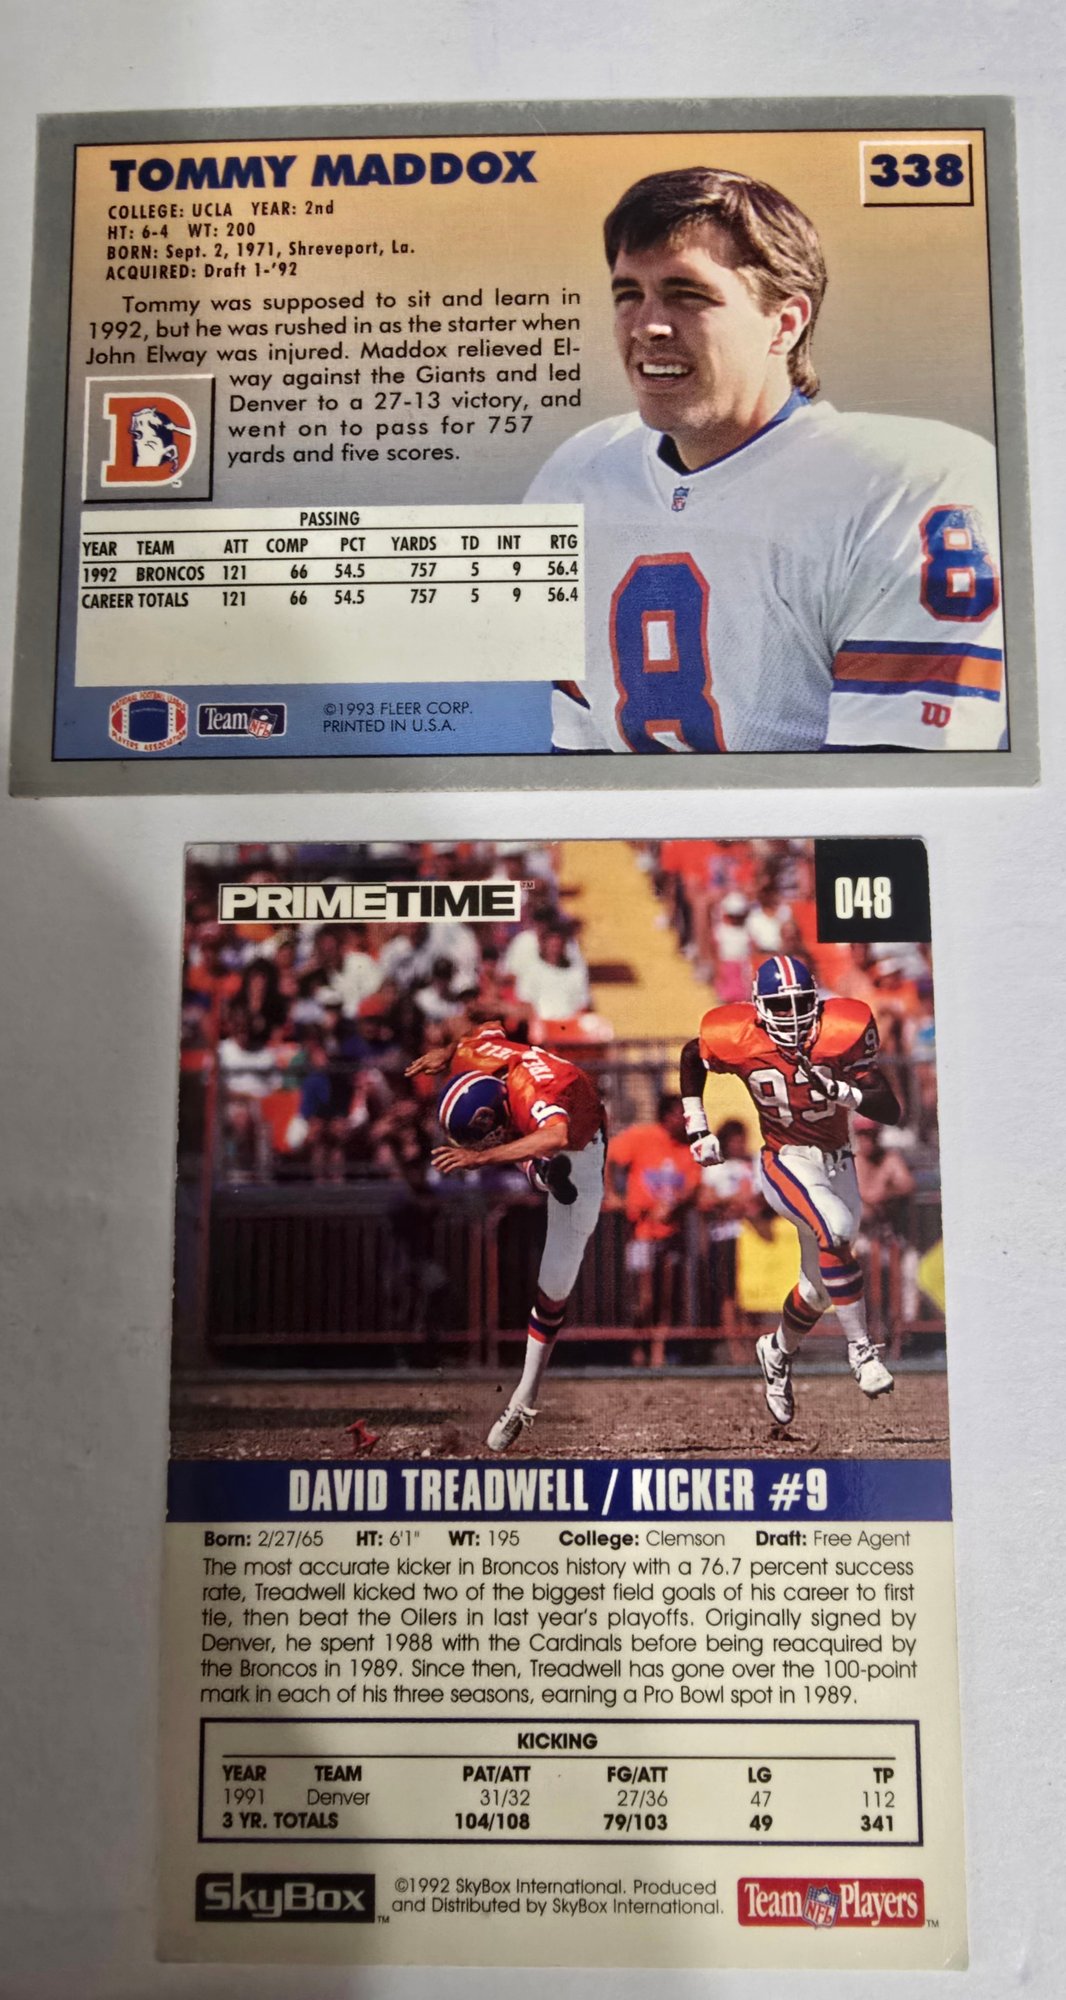 TOMMY MADDOX
338
COLLEGE: UCLA YEAR: 2nd
HT: 6-4 WT: 200
BORN: Sept. 2, 1971, Shreveport, La.
ACQUIRED: Draft 1-'92
Tommy was supposed to sit and learn in
1992, but he was rushed in as the starter when
John Elway was injured. Maddox relieved El-
way against the Giants and led
Denver to a 27-13 victory, and
went on to pass for 757
yards and five scores.
D
PASSING
YEAR TEAM ATT COMP PCT YARDS TD INT RTG
1992 BRONCOS 121 66 54.5 757 5 9 56.4
CAREER TOTALS 121 66 54.5 757 5 9 56.4
8
8
W
NATIONAL FOOTBALL LEAGUE
PLAYERS ASSOCIATION
Team NFL
©1993 FLEER CORP.
PRINTED IN U.S.A.
PRIMETIME™
048
93
DAVID TREADWELL / KICKER #9
Born: 2/27/65 HT: 6'1" WT: 195 College: Clemson Draft: Free Agent
The most accurate kicker in Broncos history with a 76.7 percent success
rate, Treadwell kicked two of the biggest field goals of his career to first
tie, then beat the Oilers in last year's playoffs. Originally signed by
Denver, he spent 1988 with the Cardinals before being reacquired by
the Broncos in 1989. Since then, Treadwell has gone over the 100-point
mark in each of his three seasons, earning a Pro Bowl spot in 1989.
KICKING
YEAR TEAM PAT/ATT FG/ATT LG TP
1991 Denver 31/32 27/36 47 112
3 YR. TOTALS 104/108 79/103 49 341
SkyBox™
©1992 SkyBox International. Produced
and Distributed by SkyBox International.
Team NFL Players™